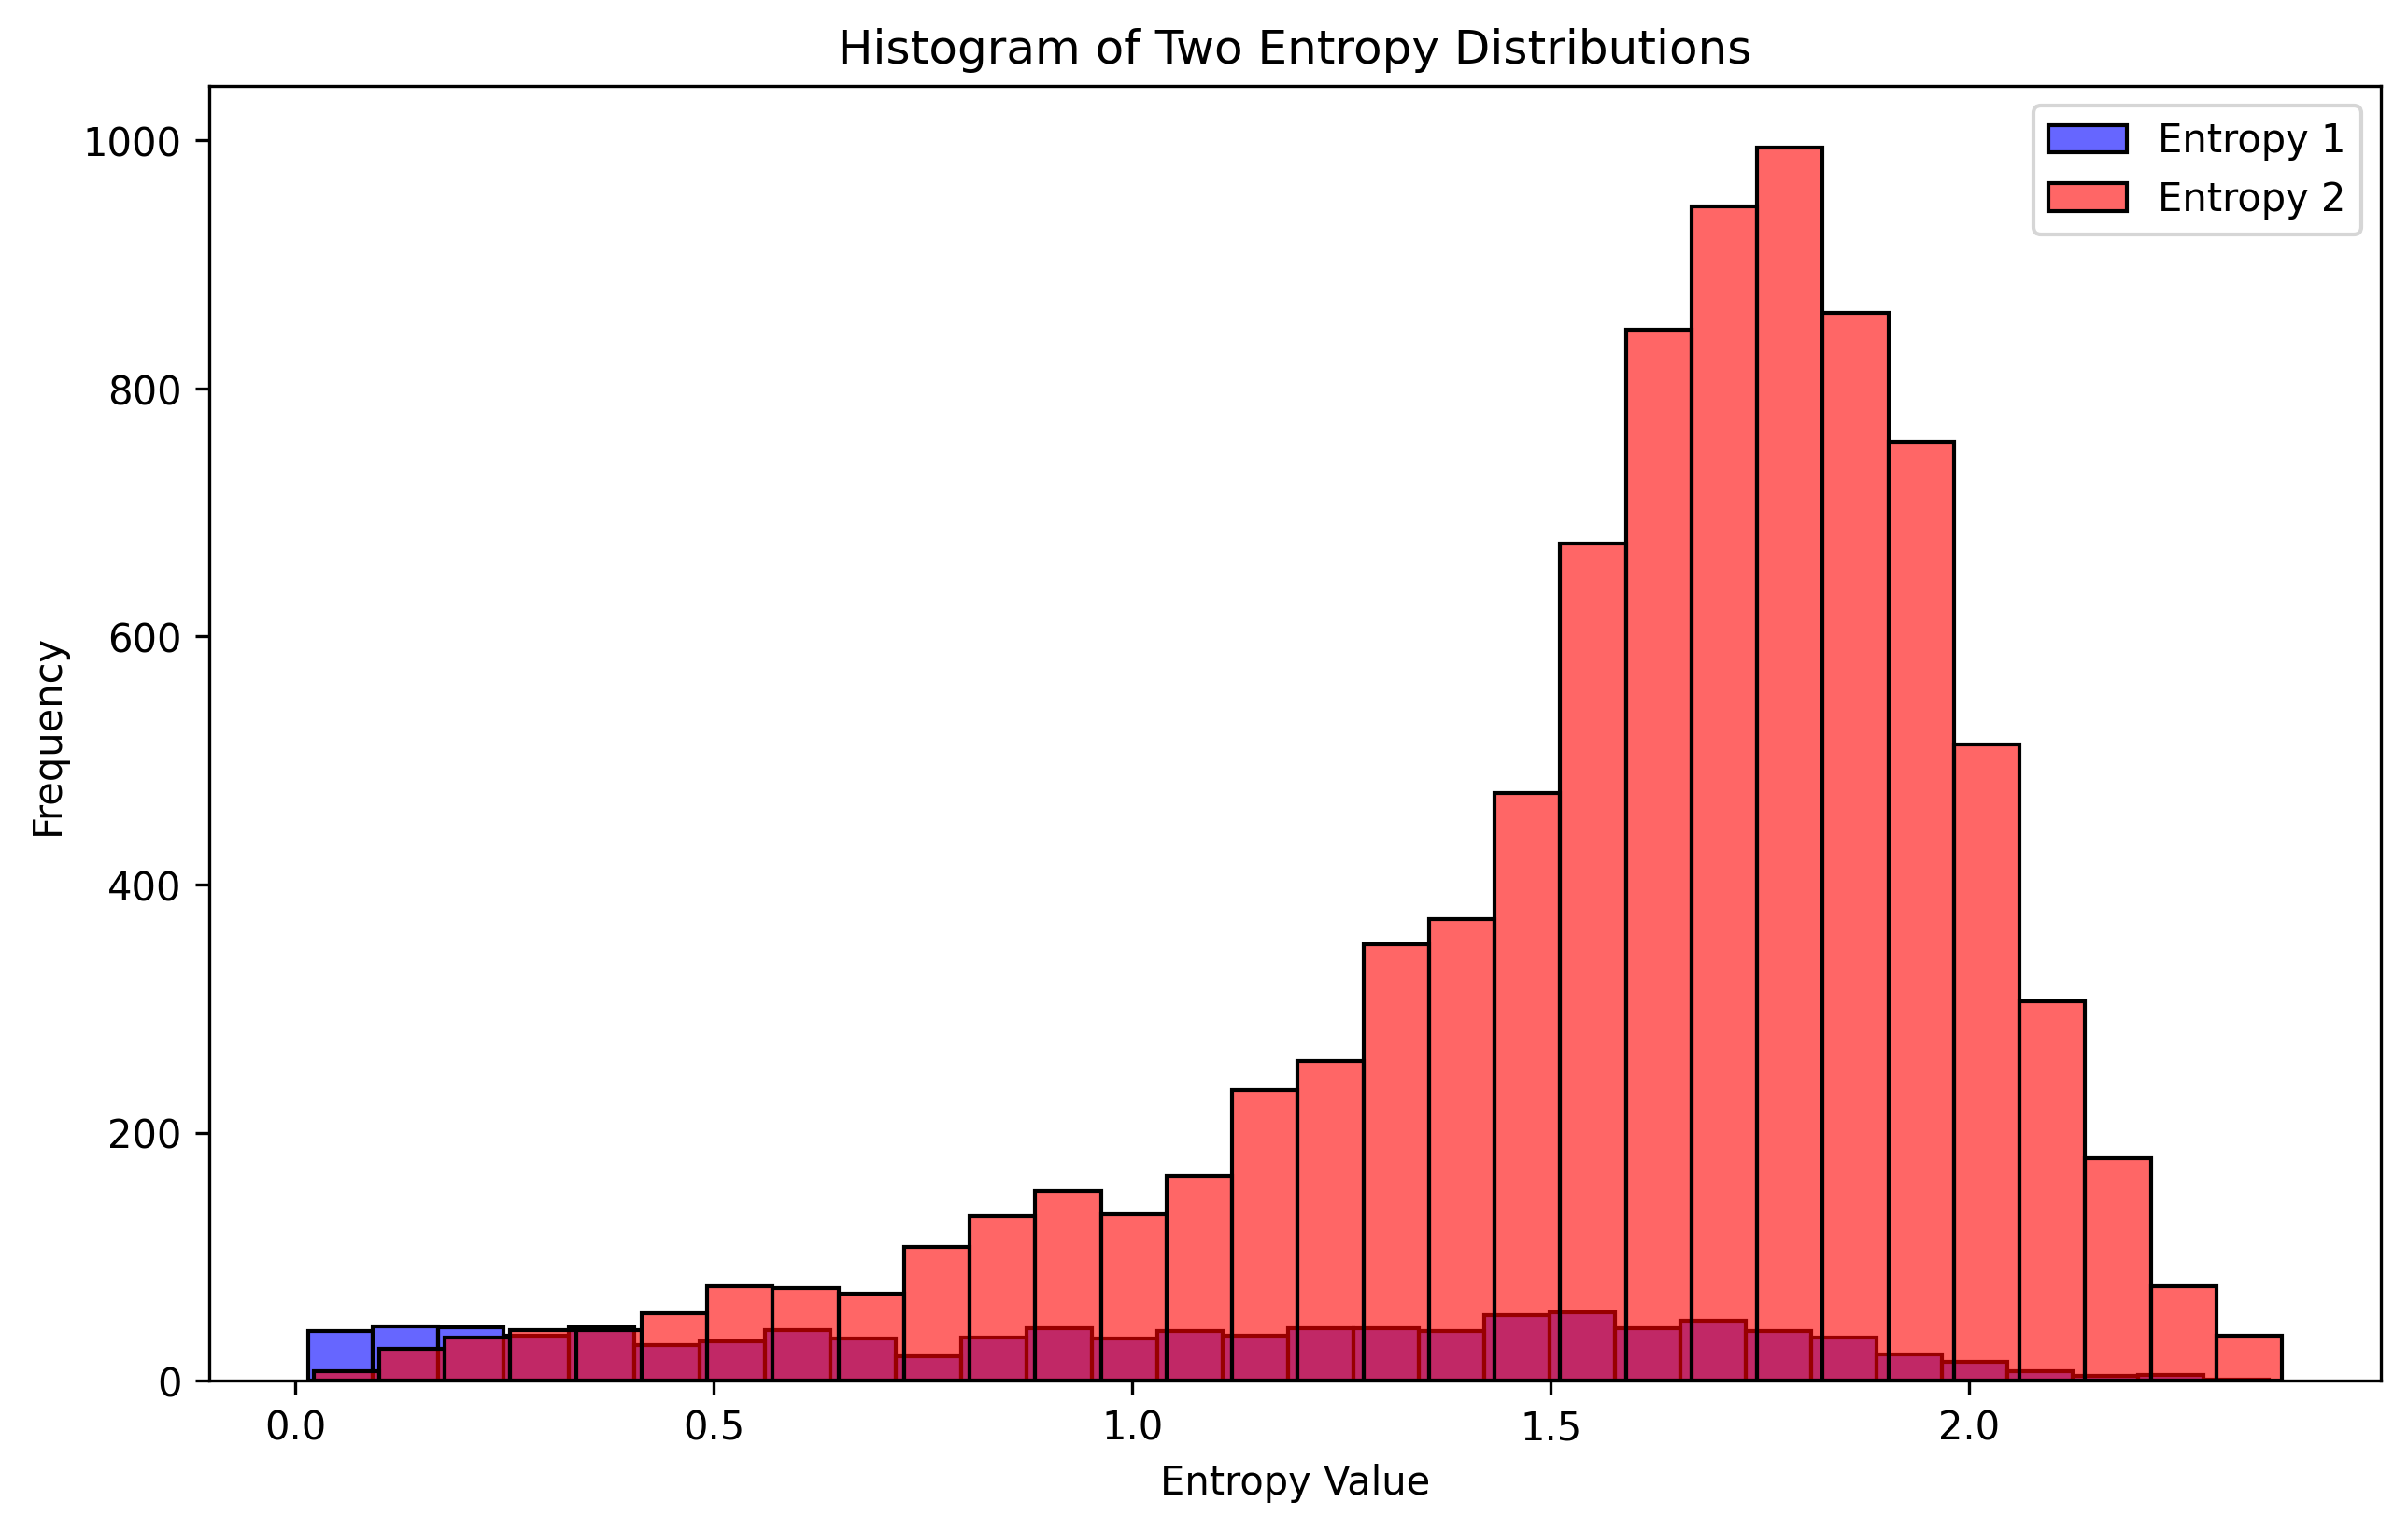 Histogram of Two Entropy Distributions
Entropy 1
Entropy 2
1000
800
600
400
200
0
Frequency
0.0 0.5 1.0 1.5 2.0
Entropy Value